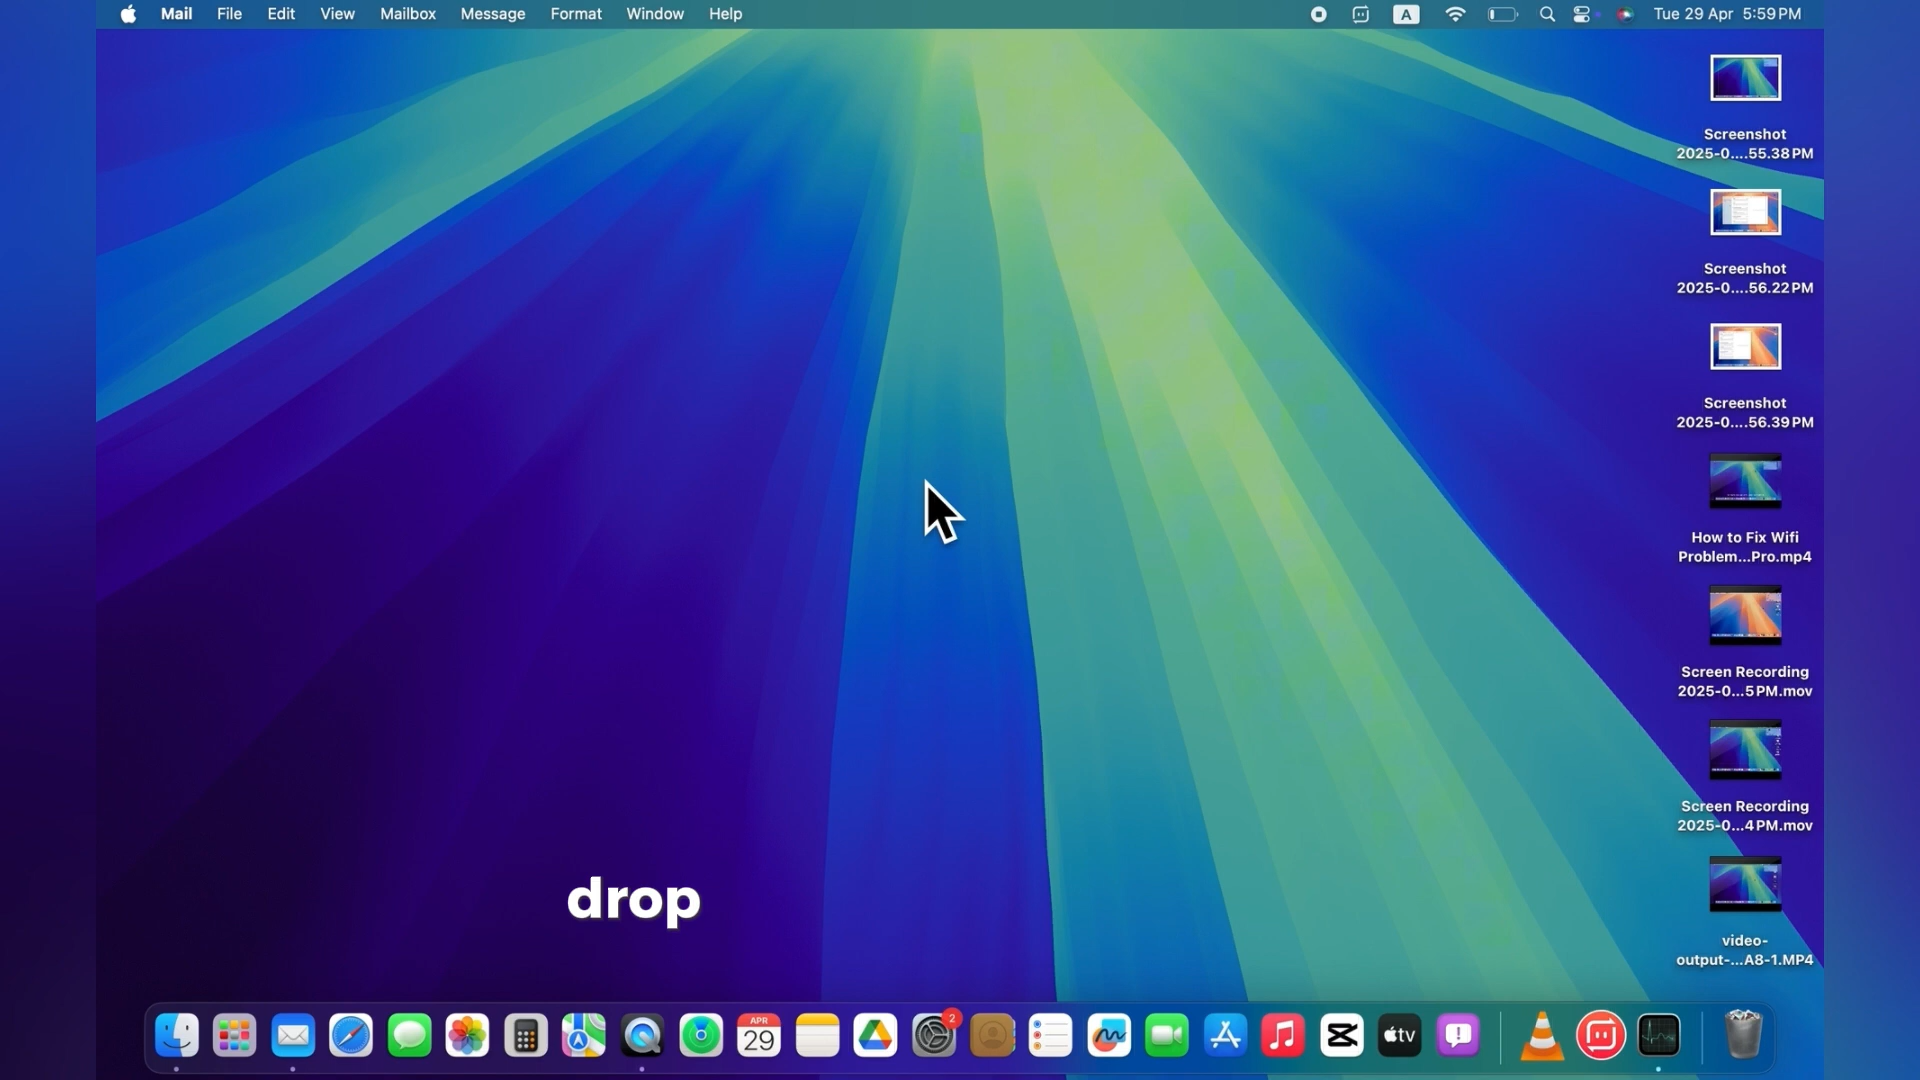 Mail File Edit View Mailbox Message Format Window Help A Tue 29 Apr 5:59 PM
Screenshot
2025-0....55.38 PM
Screenshot
2025-0....56.22 PM
Screenshot
2025-0....56.39 PM
How to Fix Wifi
Problem...Pro.mp4
Screen Recording
2025-0...5 PM.mov
Screen Recording
2025-0...4 PM.mov
video-
output-...A8-1.MP4
drop
APR
29
2
tv